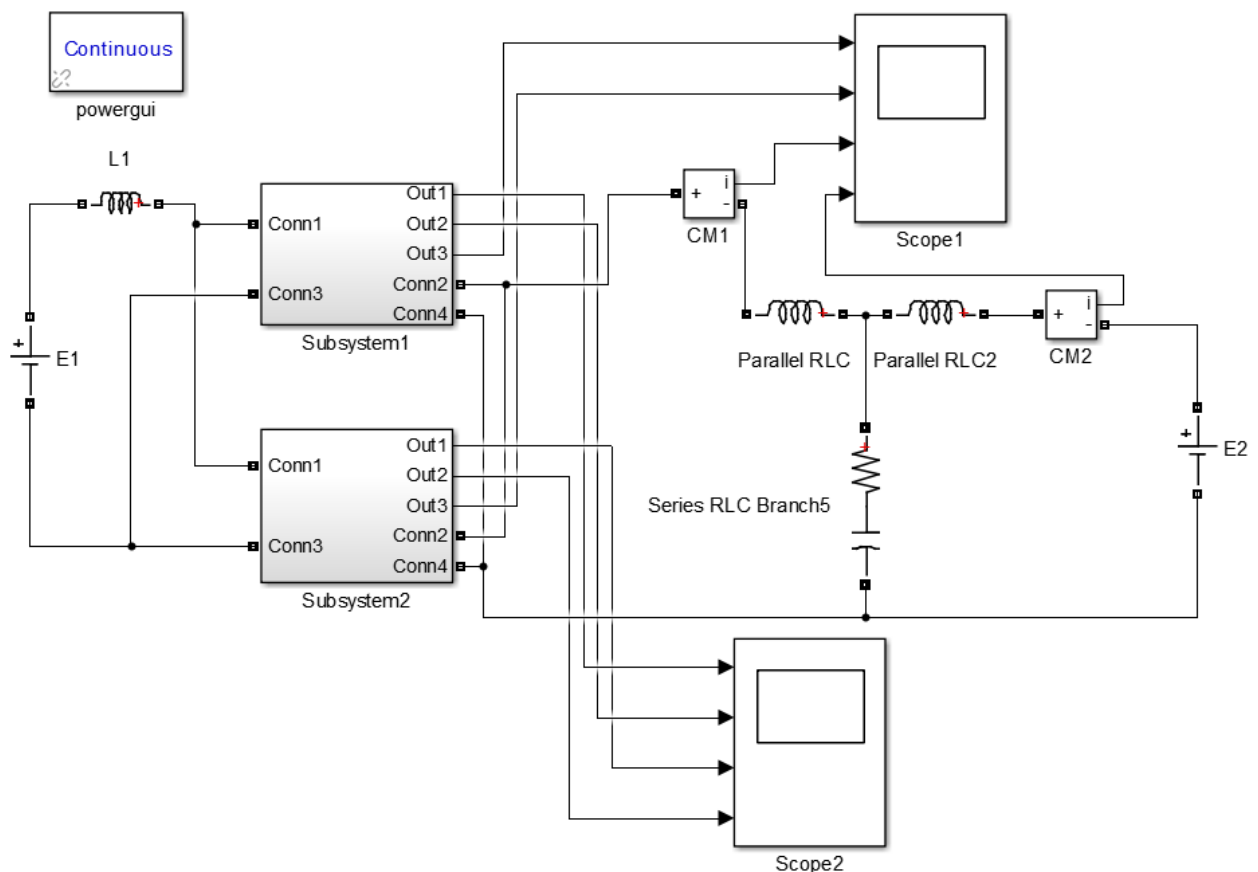 Continuous
powergui
L1
E1
Conn1
Conn3
Out1
Out2
Out3
Conn2
Conn4
Subsystem1
Conn1
Conn3
Out1
Out2
Out3
Conn2
Conn4
Subsystem2
+
i
-
CM1
Scope1
Parallel RLC
Parallel RLC2
+
i
-
CM2
Series RLC Branch5
+
E2
Scope2